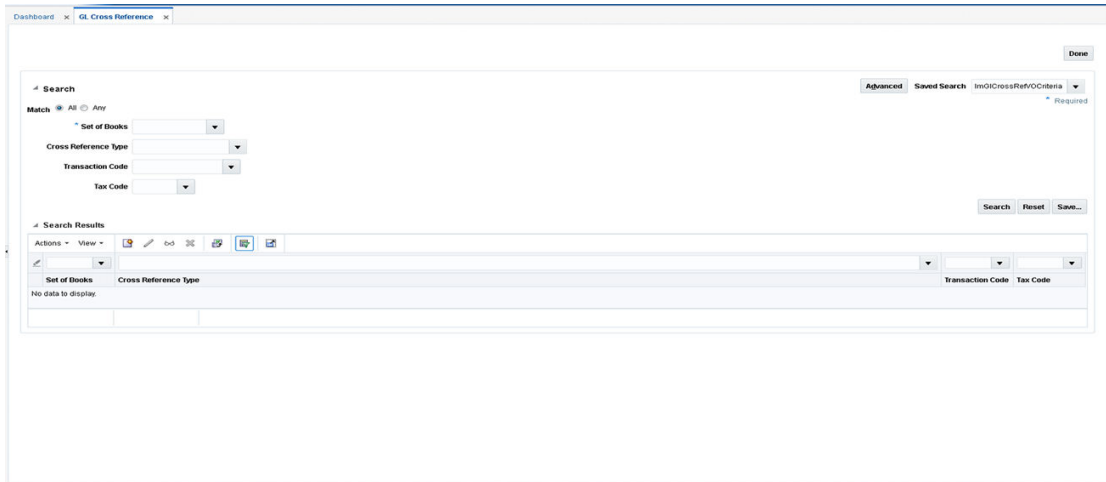 Dashboard × GL Cross Reference ×
Done
Search
Advanced Saved Search ImGlCrossRefVOCriteria
Match All Any
* Required
* Set of Books
Cross Reference Type
Transaction Code
Tax Code
Search Reset Save...
Search Results
Actions View
Set of Books Cross Reference Type Transaction Code Tax Code
No data to display.